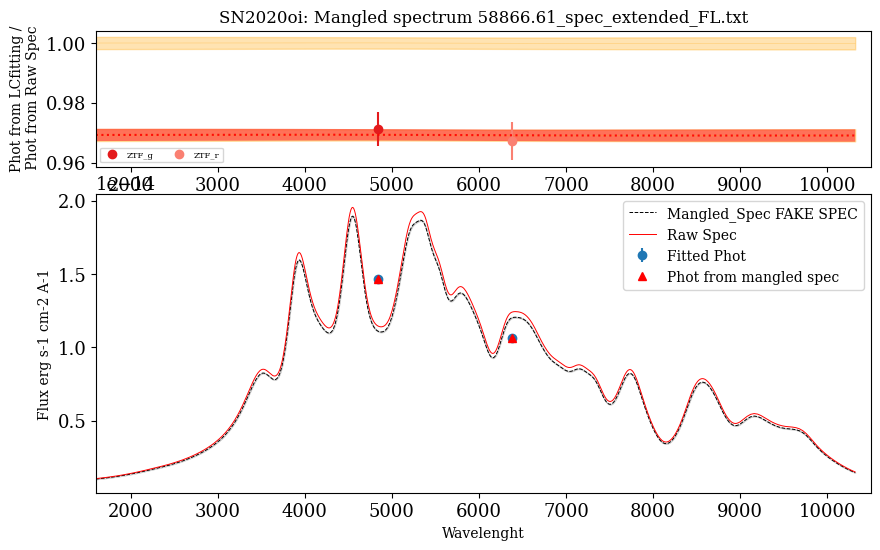 SN2020oi: Mangled spectrum 58866.61_spec_extended_FL.txt
Phot from LCfitting /
Phot from Raw Spec
1.00
0.98
0.96
ZTF_g
ZTF_r
2000 3000 4000 5000 6000 7000 8000 9000 10000
1e−14
Flux erg s-1 cm-2 A-1
2.0
1.5
1.0
0.5
Mangled_Spec FAKE SPEC
Raw Spec
Fitted Phot
Phot from mangled spec
2000 3000 4000 5000 6000 7000 8000 9000 10000
Wavelenght